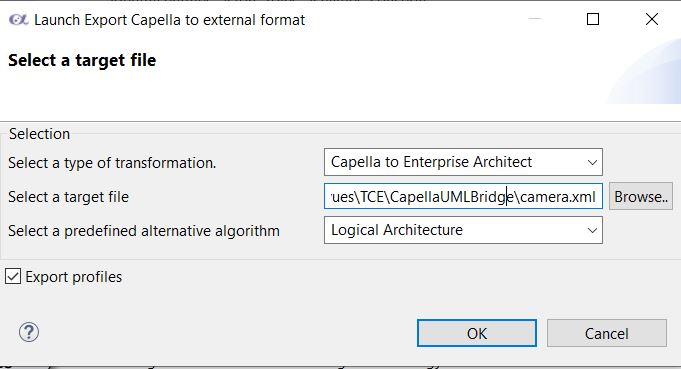 Launch Export Capella to external format
Select a target file
Selection
Select a type of transformation. Capella to Enterprise Architect
Select a target file ues\TCE\CapellaUMLBridge\camera.xml Browse..
Select a predefined alternative algorithm Logical Architecture
Export profiles
? OK Cancel